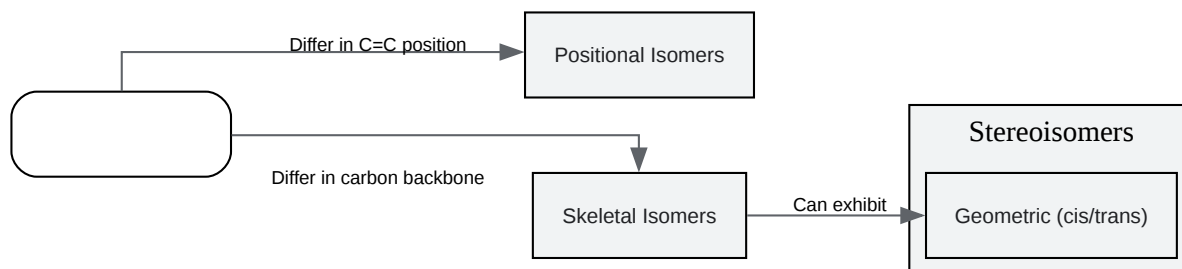 Differ in C=C position
Positional Isomers
Stereoisomers
Differ in carbon backbone
Skeletal Isomers
Can exhibit
Geometric (cis/trans)